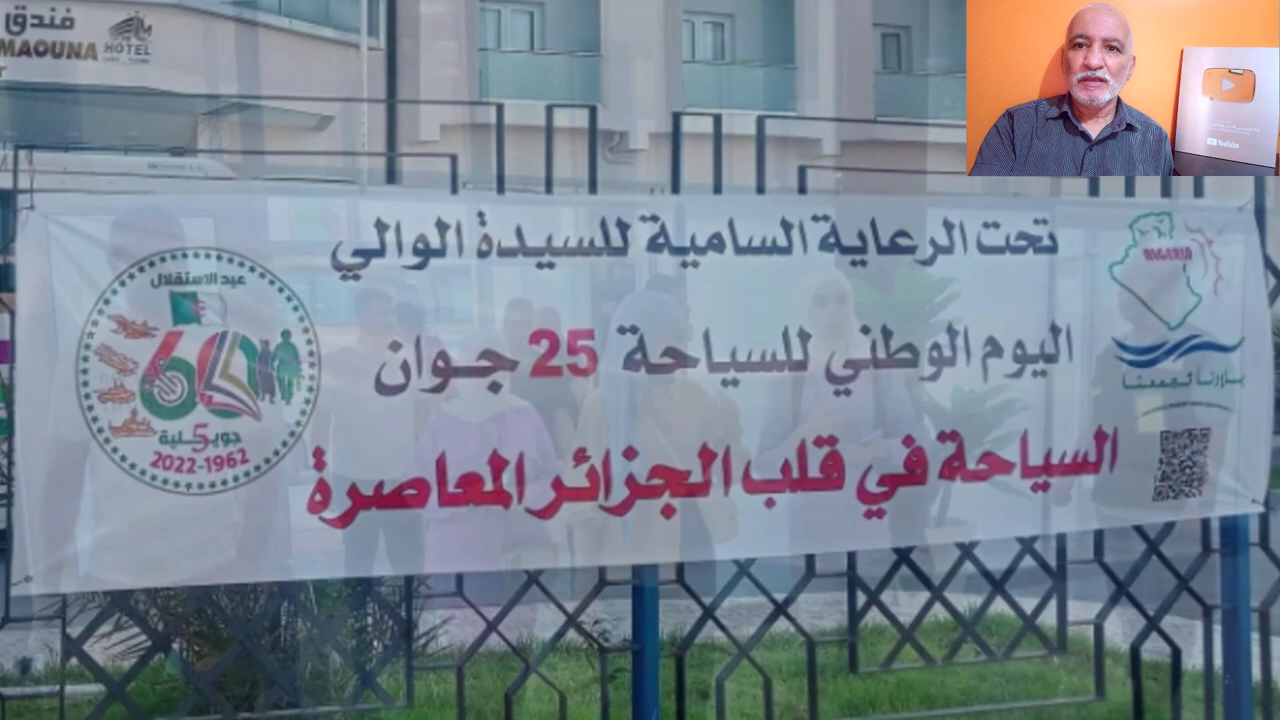 فندق
MAOUNA
HOTEL
YouTube
تحت الرعاية السامية للسيدة الوالي
اليوم الوطني للسياحة 25 جوان
السياحة في قلب الجزائر المعاصرة
عيد الاستقلال
60
5 جويلية
2022-1962